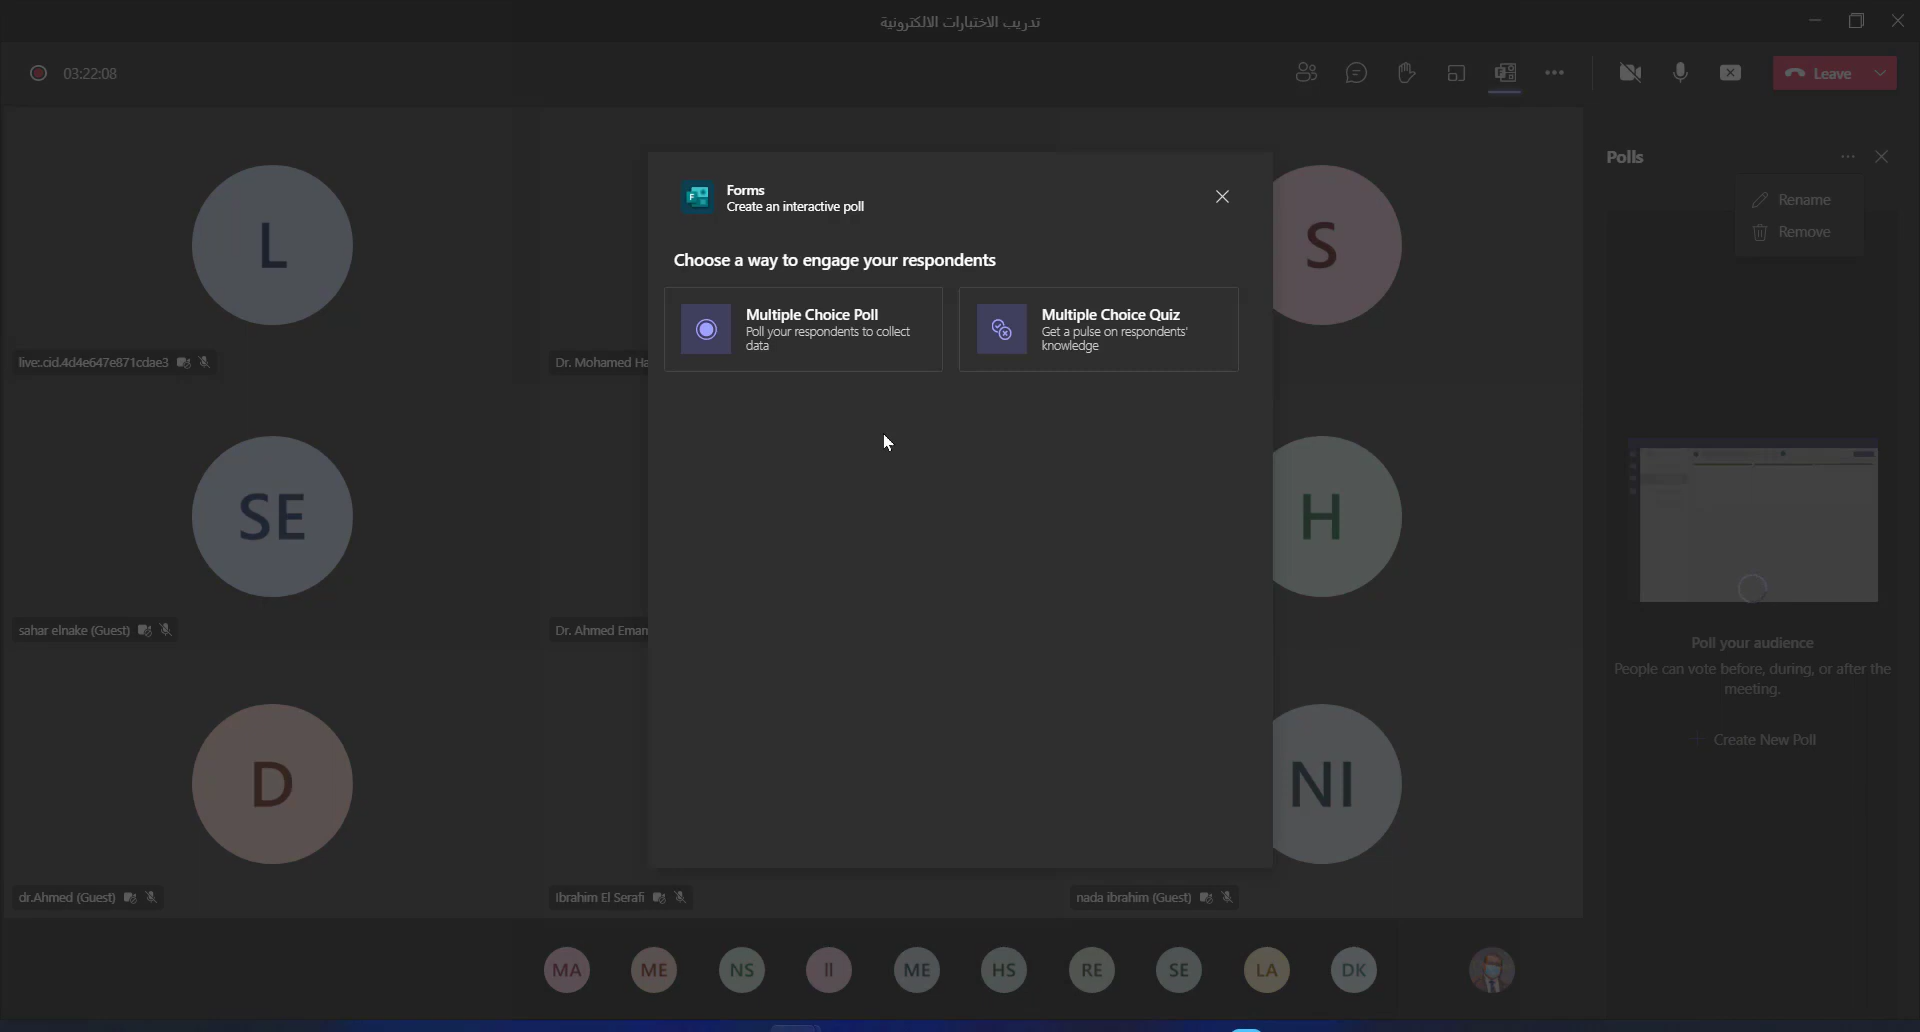 تدريب الاختبارات الالكترونية
03:22:08
Leave
Polls
Rename
Remove
Forms
Create an interactive poll
Choose a way to engage your respondents
Multiple Choice Poll
Poll your respondents to collect
data
Multiple Choice Quiz
Get a pulse on respondents'
knowledge
L
S
live:.cid.4d4e647e871cdae3
Dr. Mohamed Ha
SE
H
sahar elnake (Guest)
Dr. Ahmed Emam
Poll your audience
People can vote before, during, or after the
meeting.
Create New Poll
D
NI
dr.Ahmed (Guest)
Ibrahim El Serafi
nada ibrahim (Guest)
MA
ME
NS
II
ME
HS
RE
SE
LA
DK